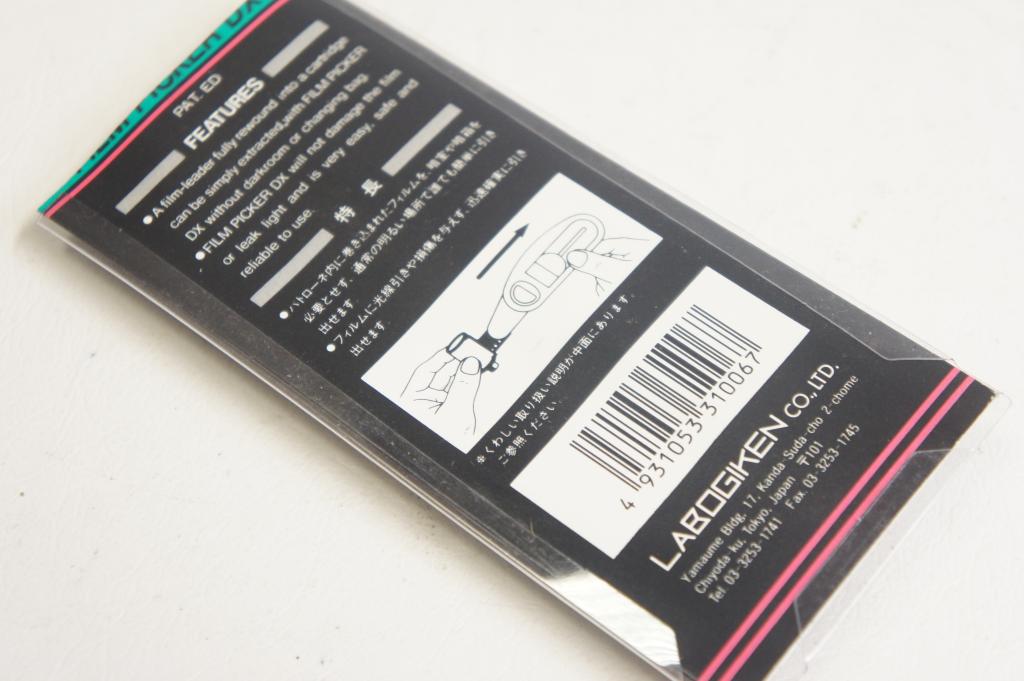 FILM PICKER DX
PAT. ED
FEATURES
●A film-leader fully rewound into a cartridge
can be simply extracted,with FILM PICKER
DX without darkroom or changing bag.
●FILM PICKER DX will not damage the film
or leak light and is very easy, safe and
reliable to use.
特 長
●パトローネ内に巻き込まれたフィルムを、暗室や暗箱を
必要とせず、通常の明るい場所で誰でも簡単に引き
出せます。
●フィルムに光線引きや損傷を与えず、迅速確実に引き
出せます。
※くわしい取り扱い説明が中面にあります。
ご参照ください。
4 931053 310067
LABOGIKEN CO., LTD.
Yamaume Bldg. 17, Kanda Suda-cho 2-chome
Chiyoda-ku, Tokyo, Japan 〒101
Tel 03-3253-1741 Fax. 03-3253-1745